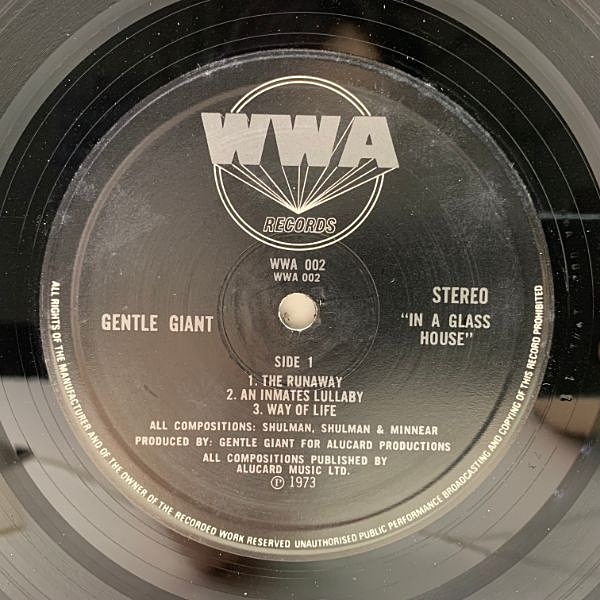 WWA
RECORDS
WWA 002
WWA 002
STEREO
GENTLE GIANT
"IN A GLASS
HOUSE"
SIDE 1
1. THE RUNAWAY
2. AN INMATES LULLABY
3. WAY OF LIFE
ALL COMPOSITIONS: SHULMAN, SHULMAN & MINNEAR
PRODUCED BY: GENTLE GIANT FOR ALUCARD PRODUCTIONS
ALL COMPOSITIONS PUBLISHED BY
ALUCARD MUSIC LTD.
℗ 1973
ALL RIGHTS OF THE MANUFACTURER AND OF THE OWNER OF THE RECORDED WORK RESERVED UNAUTHORISED PUBLIC PERFORMANCE BROADCASTING AND COPYING OF THIS RECORD PROHIBITED